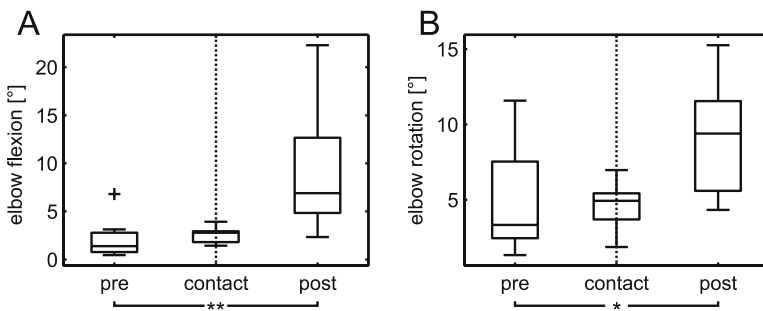 A
elbow flexion [°]
20
15
10
5
0
pre contact post
**
B
elbow rotation [°]
15
10
5
pre contact post
*